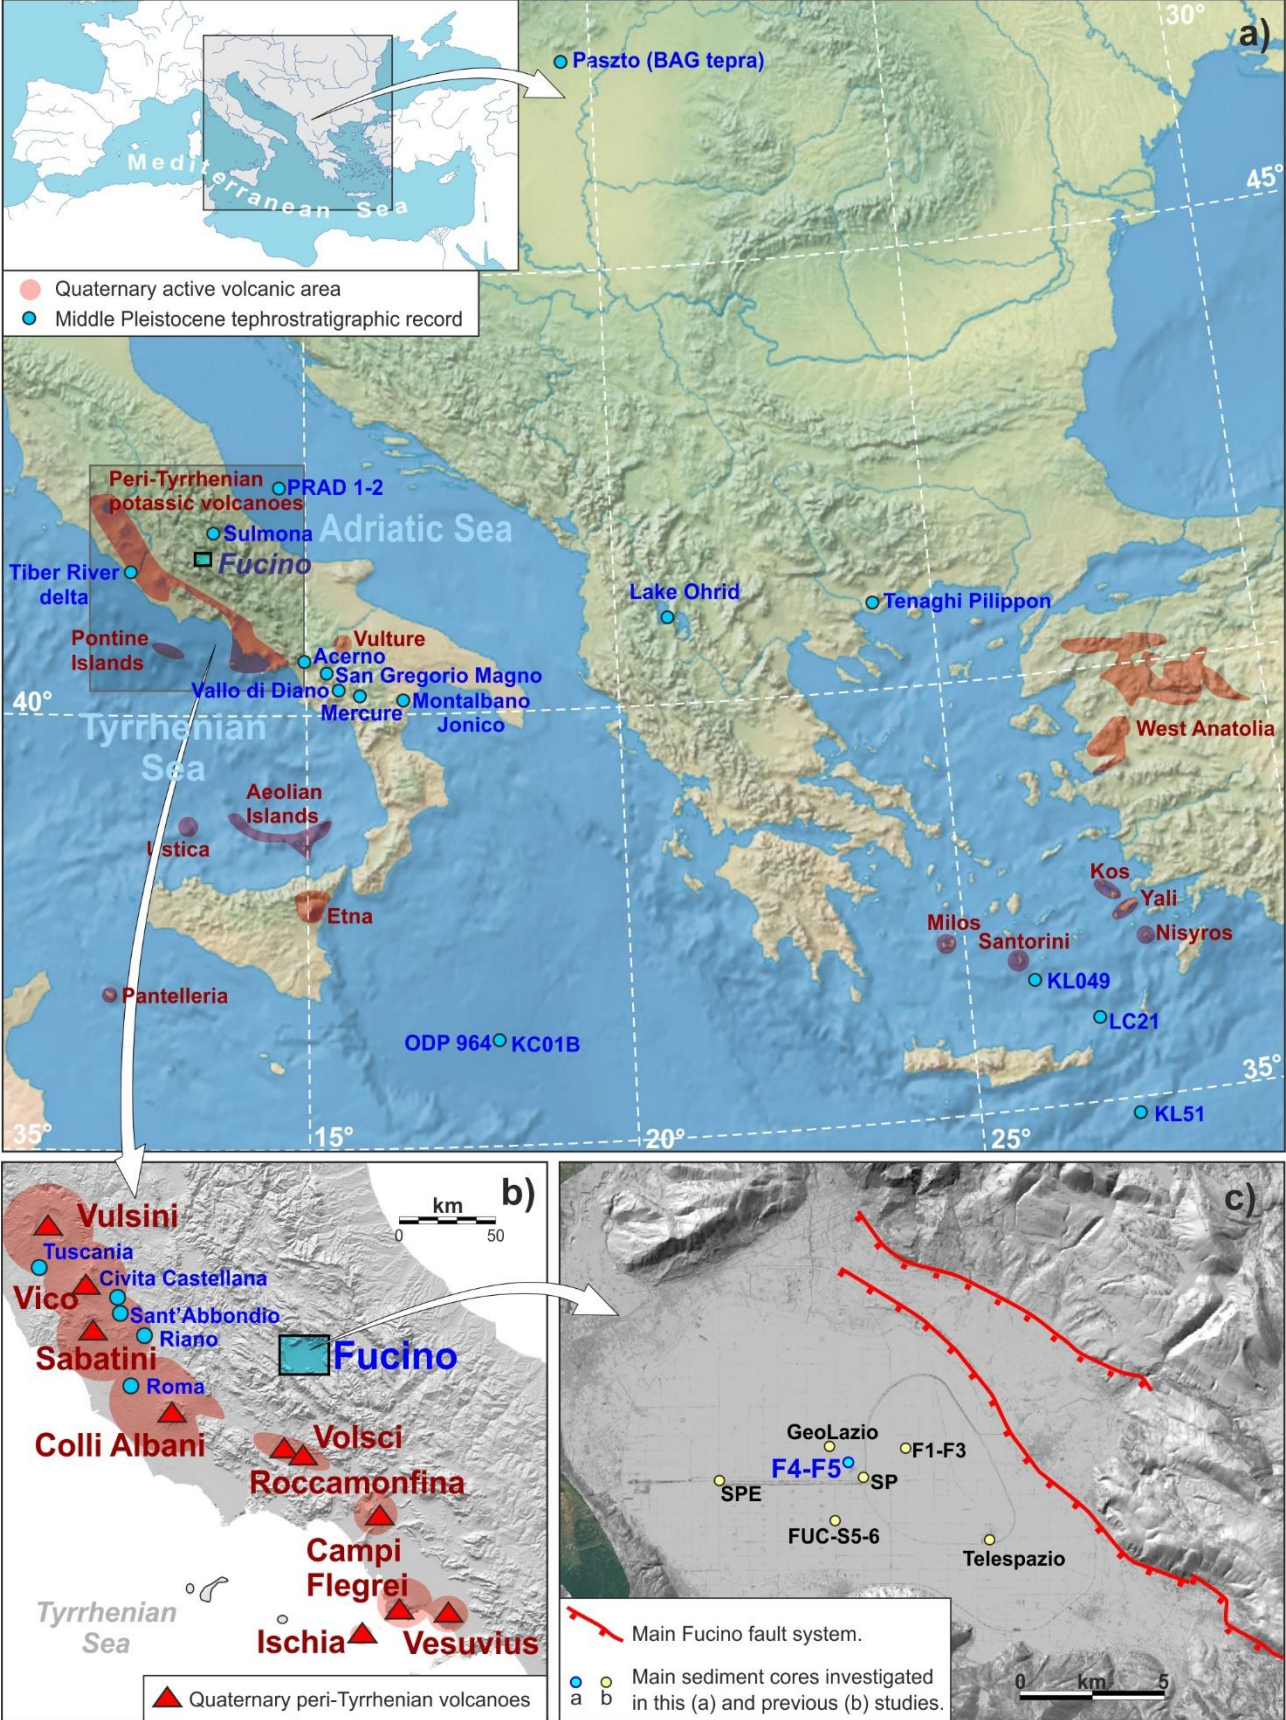 a)
30°
Paszto (BAG tepra)
45°
Mediterranean Sea
Quaternary active volcanic area
Middle Pleistocene tephrostratigraphic record
Peri-Tyrrhenian
potassic volcanoes
PRAD 1-2
Sulmona
Adriatic Sea
Fucino
Tiber River
delta
Lake Ohrid
Tenaghi Pilippon
Pontine
Islands
Vulture
Acerno
San Gregorio Magno
Vallo di Diano
Mercure
Montalbano
Jonico
40°
Tyrrhenian
Sea
West Anatolia
Aeolian
Islands
Ustica
Etna
Kos
Yali
Milos
Santorini
Nisyros
KL049
Pantelleria
LC21
ODP 964
KC01B
35°
KL51
35°
15°
20°
25°
b)
km
0
50
Vulsini
Tuscania
Civita Castellana
Vico
Sant'Abbondio
Riano
Sabatini
Fucino
Roma
Colli Albani
Volsci
Roccamonfina
Campi
Flegrei
Tyrrhenian
Sea
Ischia
Vesuvius
Quaternary peri-Tyrrhenian volcanoes
c)
GeoLazio
F1-F3
F4-F5
SP
SPE
FUC-S5-6
Telespazio
Main Fucino fault system.
Main sediment cores investigated
a b
in this (a) and previous (b) studies.
0 km 5